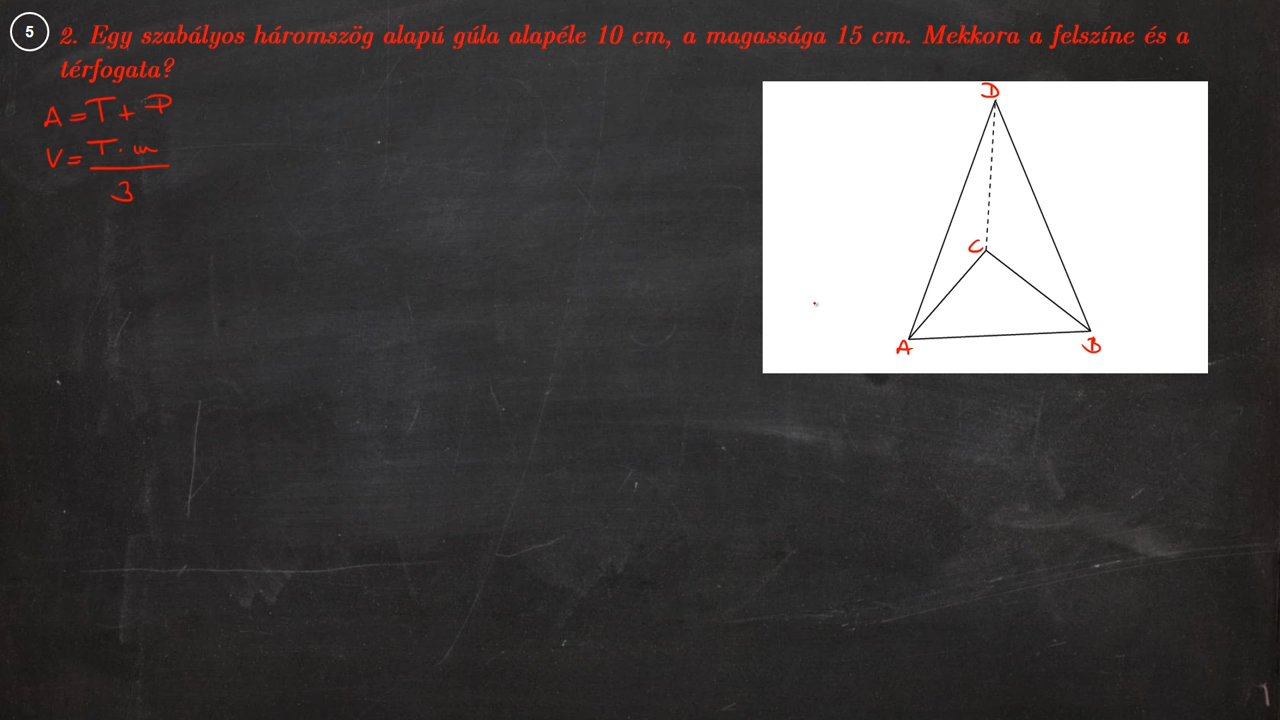 5
2. Egy szabályos háromszög alapú gúla alapéle 10 cm, a magassága 15 cm. Mekkora a felszíne és a
térfogata?
A = T + P
V = T · m
3
D
C
A
B